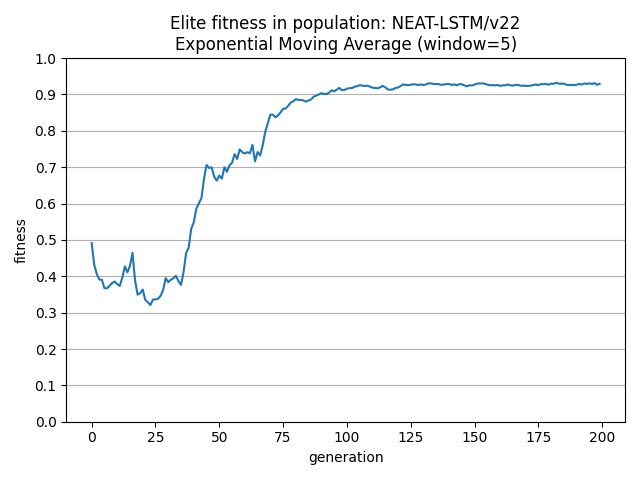 Elite fitness in population: NEAT-LSTM/v22
Exponential Moving Average (window=5)
1.0
0.9
0.8
0.7
0.6
0.5
0.4
0.3
0.2
0.1
0.0
fitness
0 25 50 75 100 125 150 175 200
generation